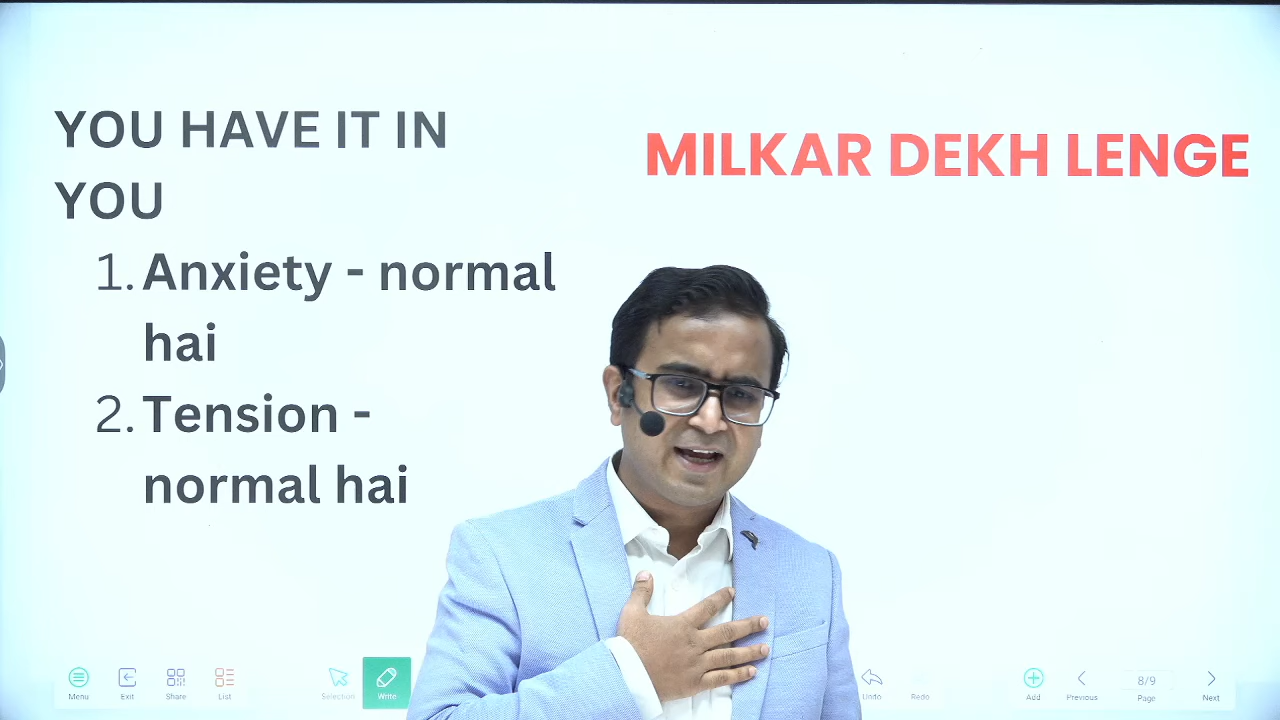 YOU HAVE IT IN
YOU
1. Anxiety - normal
hai
2. Tension -
normal hai
MILKAR DEKH LENGE
Menu
Exit
Share
List
Selection
Write
Undo
Redo
Add
Previous
8/9
Page
Next